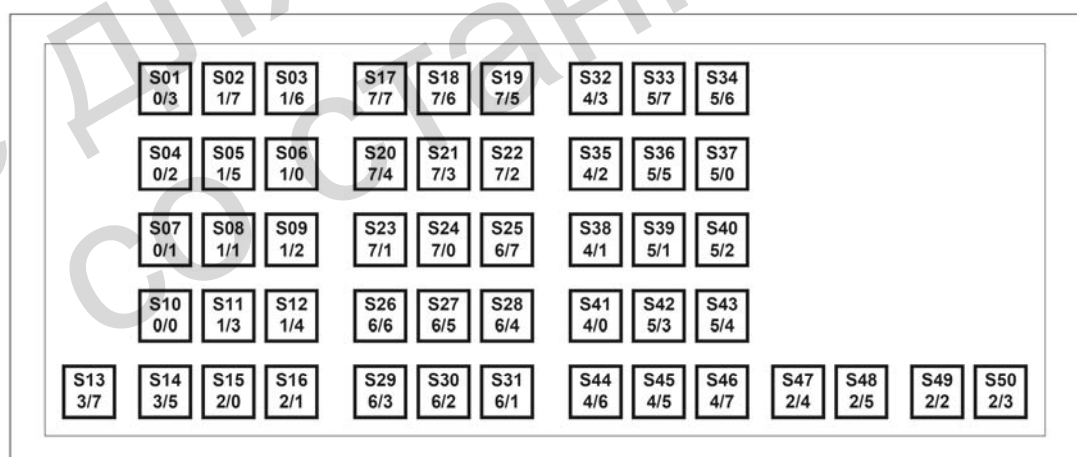 для
со стан
S01 S02 S03 S17 S18 S19 S32 S33 S34
0/3 1/7 1/6 7/7 7/6 7/5 4/3 5/7 5/6
S04 S05 S06 S20 S21 S22 S35 S36 S37
0/2 1/5 1/0 7/4 7/3 7/2 4/2 5/5 5/0
S07 S08 S09 S23 S24 S25 S38 S39 S40
0/1 1/1 1/2 7/1 7/0 6/7 4/1 5/1 5/2
S10 S11 S12 S26 S27 S28 S41 S42 S43
0/0 1/3 1/4 6/6 6/5 6/4 4/0 5/3 5/4
S13 S14 S15 S16 S29 S30 S31 S44 S45 S46 S47 S48 S49 S50
3/7 3/5 2/0 2/1 6/3 6/2 6/1 4/6 4/5 4/7 2/4 2/5 2/2 2/3